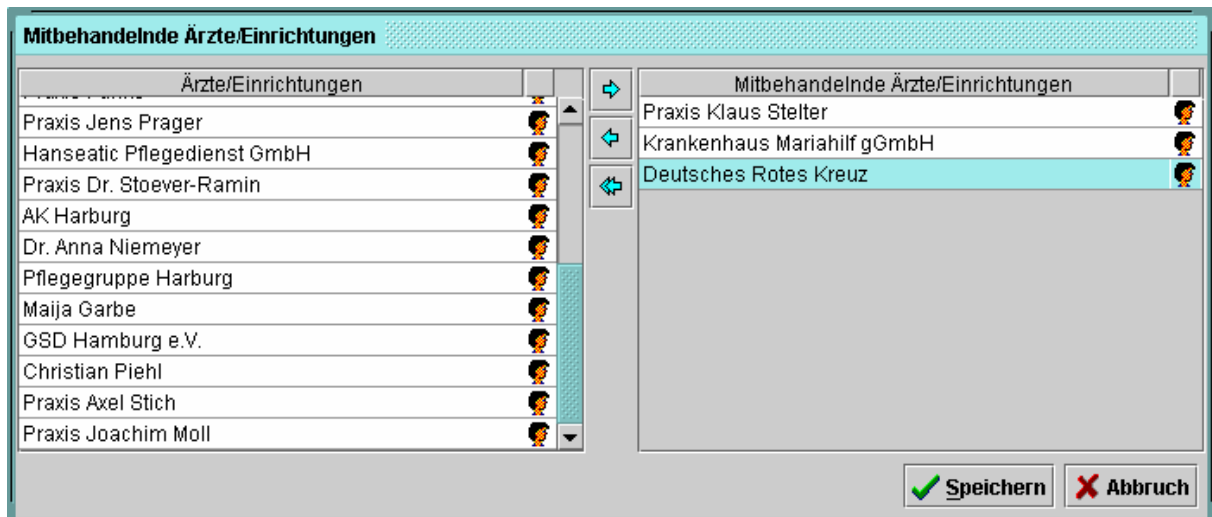 Mitbehandelnde Ärzte/Einrichtungen
Ärzte/Einrichtungen
Praxis Jens Prager
Hanseatic Pflegedienst GmbH
Praxis Dr. Stoever-Ramin
AK Harburg
Dr. Anna Niemeyer
Pflegegruppe Harburg
Maija Garbe
GSD Hamburg e.V.
Christian Piehl
Praxis Axel Stich
Praxis Joachim Moll
Mitbehandelnde Ärzte/Einrichtungen
Praxis Klaus Stelter
Krankenhaus Mariahilf gGmbH
Deutsches Rotes Kreuz
Speichern
Abbruch